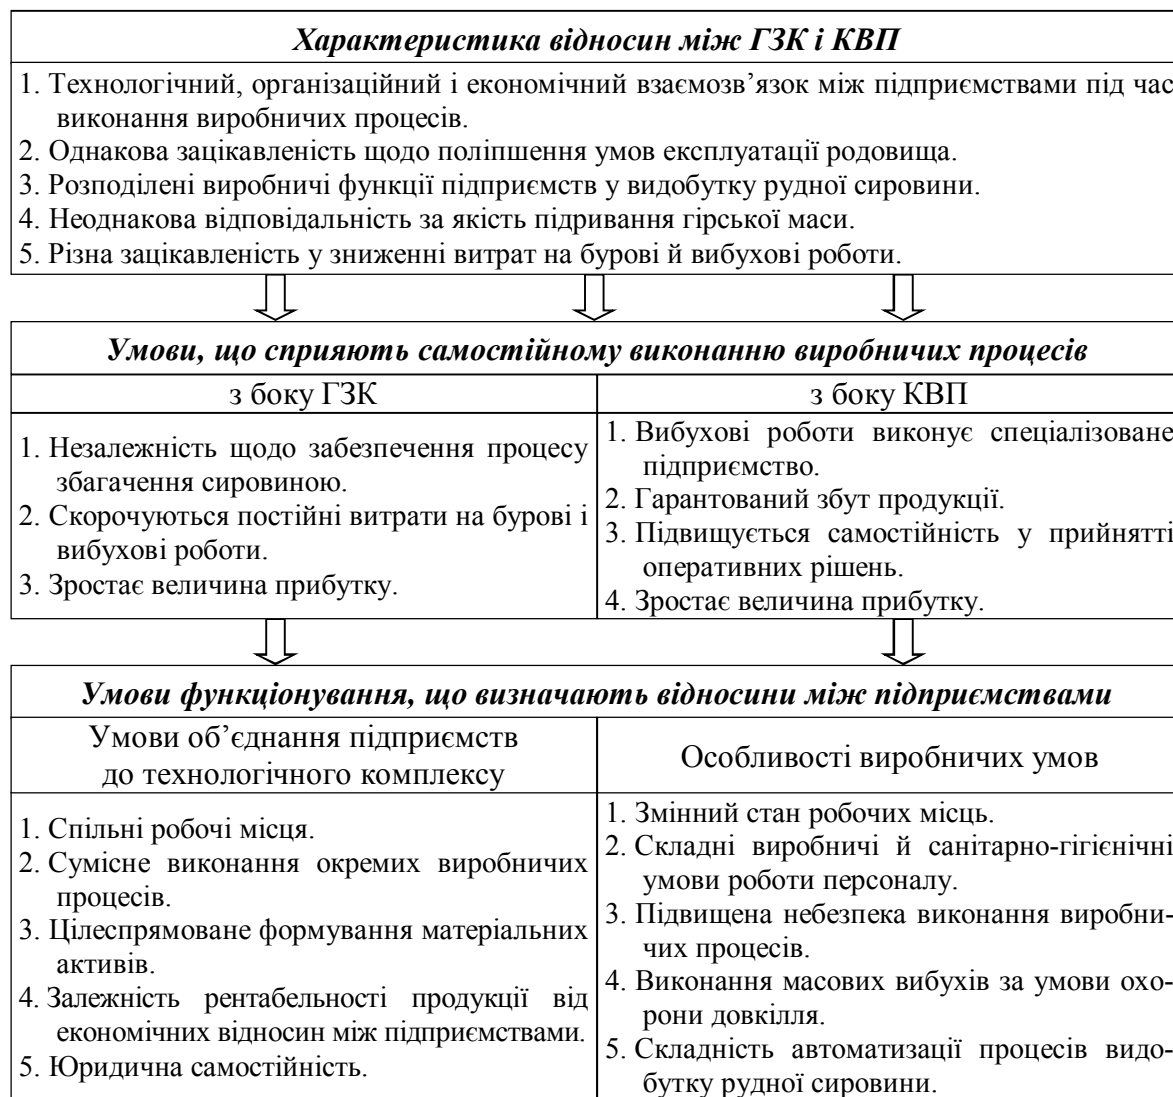 Характеристика відносин між ГЗК і КВП
1. Технологічний, організаційний і економічний взаємозв'язок між підприємствами під час
виконання виробничих процесів.
2. Однакова зацікавленість щодо поліпшення умов експлуатації родовища.
3. Розподілені виробничі функції підприємств у видобутку рудної сировини.
4. Неоднакова відповідальність за якість підривання гірської маси.
5. Різна зацікавленість у зниженні витрат на бурові й вибухові роботи.
Умови, що сприяють самостійному виконанню виробничих процесів
з боку ГЗК
1. Незалежність щодо забезпечення процесу
збагачення сировиною.
2. Скорочуються постійні витрати на бурові і
вибухові роботи.
3. Зростає величина прибутку.
з боку КВП
1. Вибухові роботи виконує спеціалізоване
підприємство.
2. Гарантований збут продукції.
3. Підвищується самостійність у прийнятті
оперативних рішень.
4. Зростає величина прибутку.
Умови функціонування, що визначають відносини між підприємствами
Умови об’єднання підприємств
до технологічного комплексу
1. Спільні робочі місця.
2. Сумісне виконання окремих виробничих
процесів.
3. Цілеспрямоване формування матеріальних
активів.
4. Залежність рентабельності продукції від
економічних відносин між підприємствами.
5. Юридична самостійність.
Особливості виробничих умов
1. Змінний стан робочих місць.
2. Складні виробничі й санітарно-гігієнічні
умови роботи персоналу.
3. Підвищена небезпека виконання виробни-
чих процесів.
4. Виконання масових вибухів за умови охо-
рони довкілля.
5. Складність автоматизації процесів видо-
бутку рудної сировини.